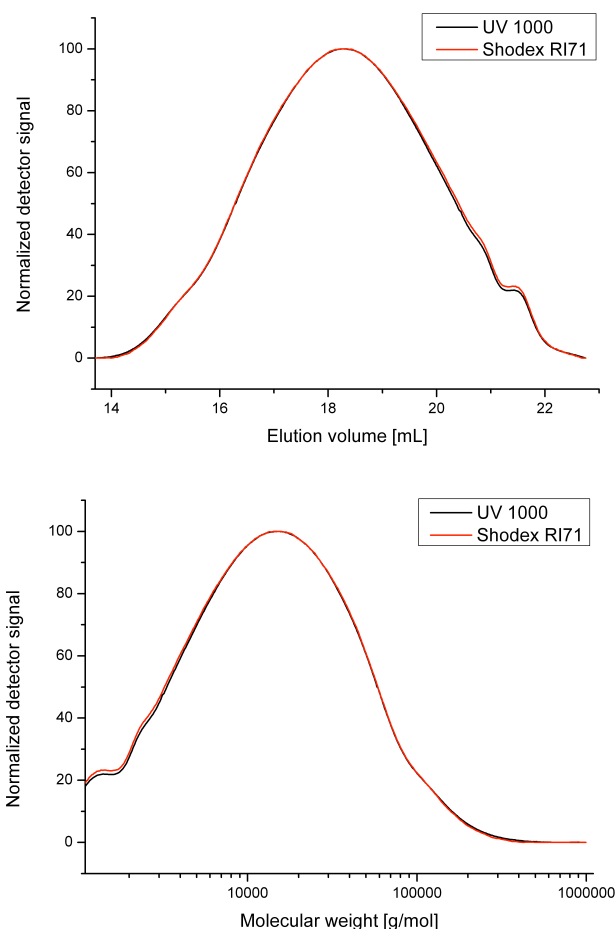 UV 1000
Shodex RI71
100
80
60
40
20
0
Normalized detector signal
14
16
18
20
22
Elution volume [mL]
UV 1000
Shodex RI71
100
80
60
40
20
0
Normalized detector signal
10000
100000
1000000
Molecular weight [g/mol]